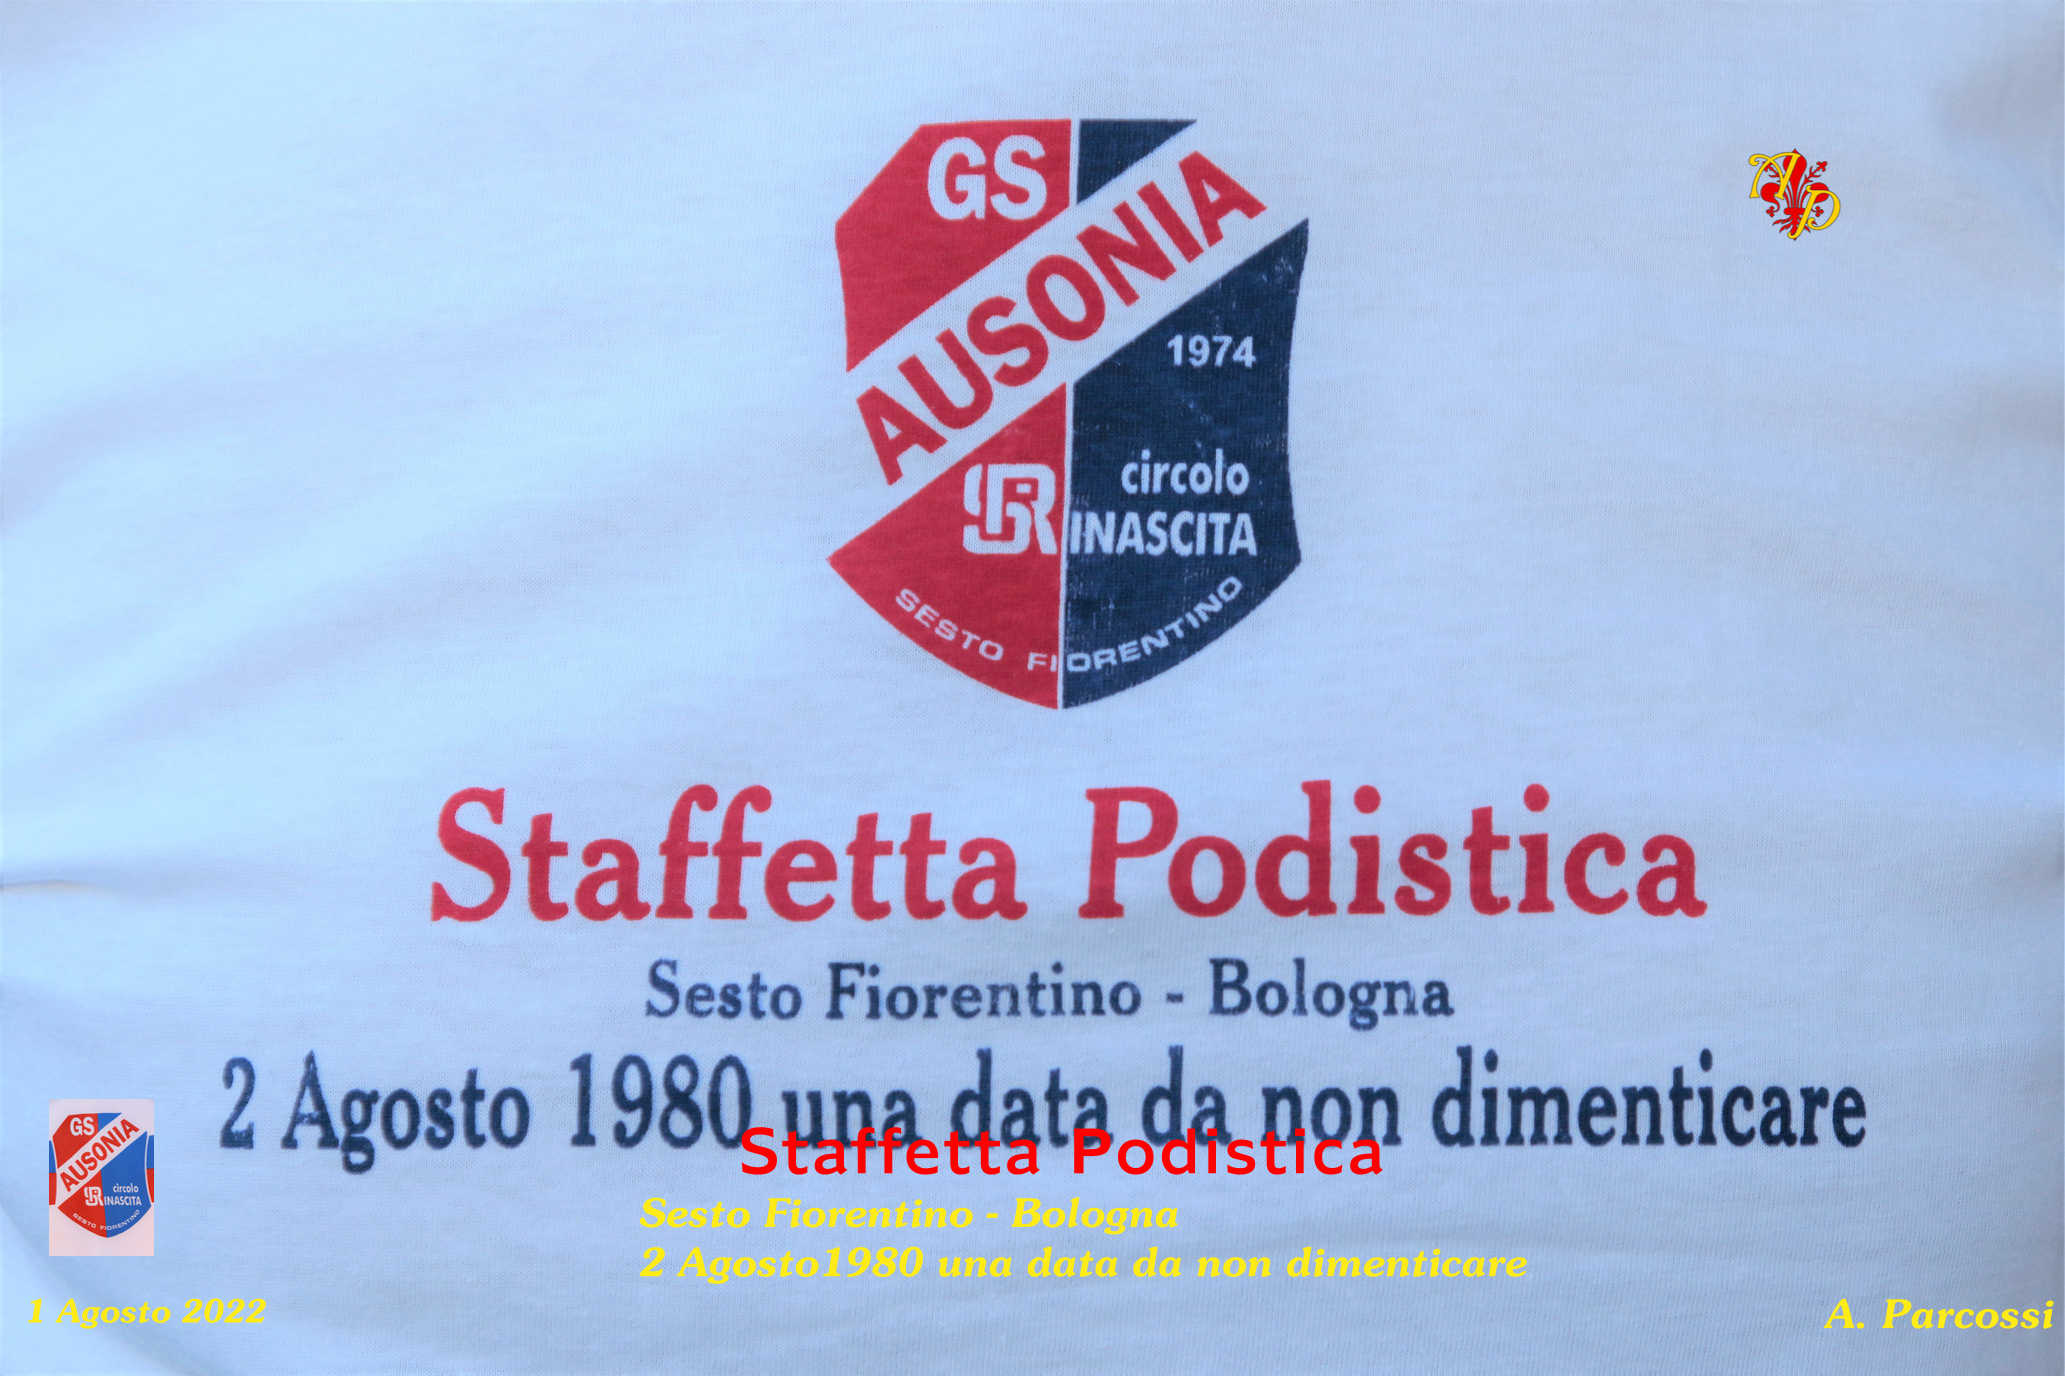 GS
AUSONIA
1974
circolo
RINASCITA
SESTO FIORENTINO
AP
Staffetta Podistica
Sesto Fiorentino - Bologna
2 Agosto 1980 una data da non dimenticare
Staffetta Podistica
Sesto Fiorentino - Bologna
2 Agosto1980 una data da non dimenticare
GS
AUSONIA
circolo
RINASCITA
SESTO FIORENTINO
1 Agosto 2022
A. Parcossi